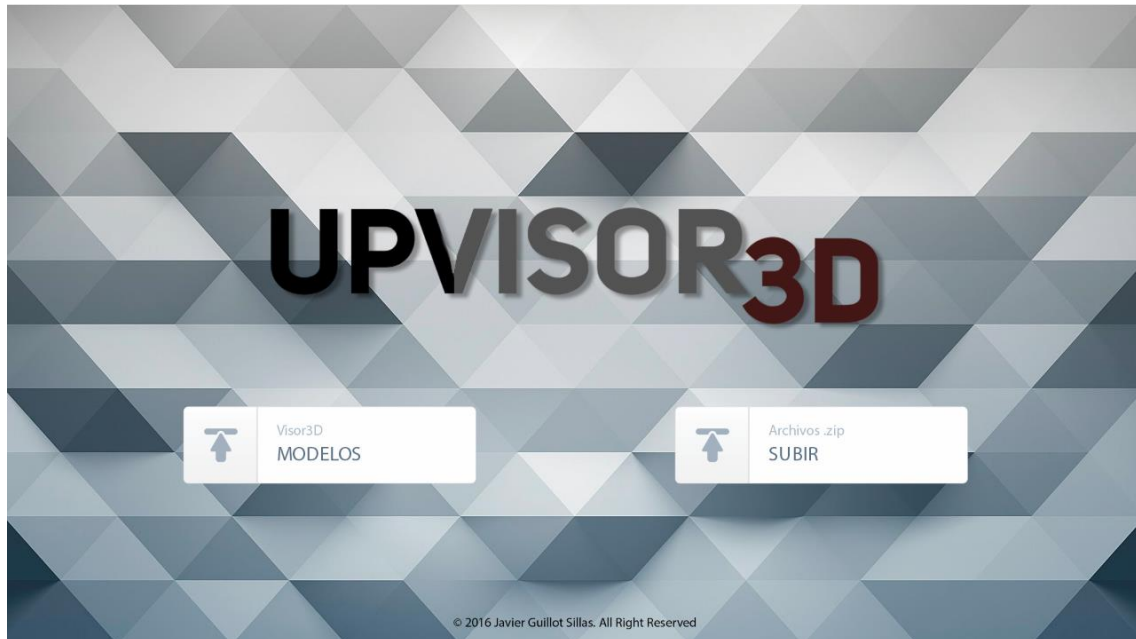 UPVISOR3D
Visor3D
MODELOS
Archivos .zip
SUBIR
© 2016 Javier Guillot Sillas. All Right Reserved